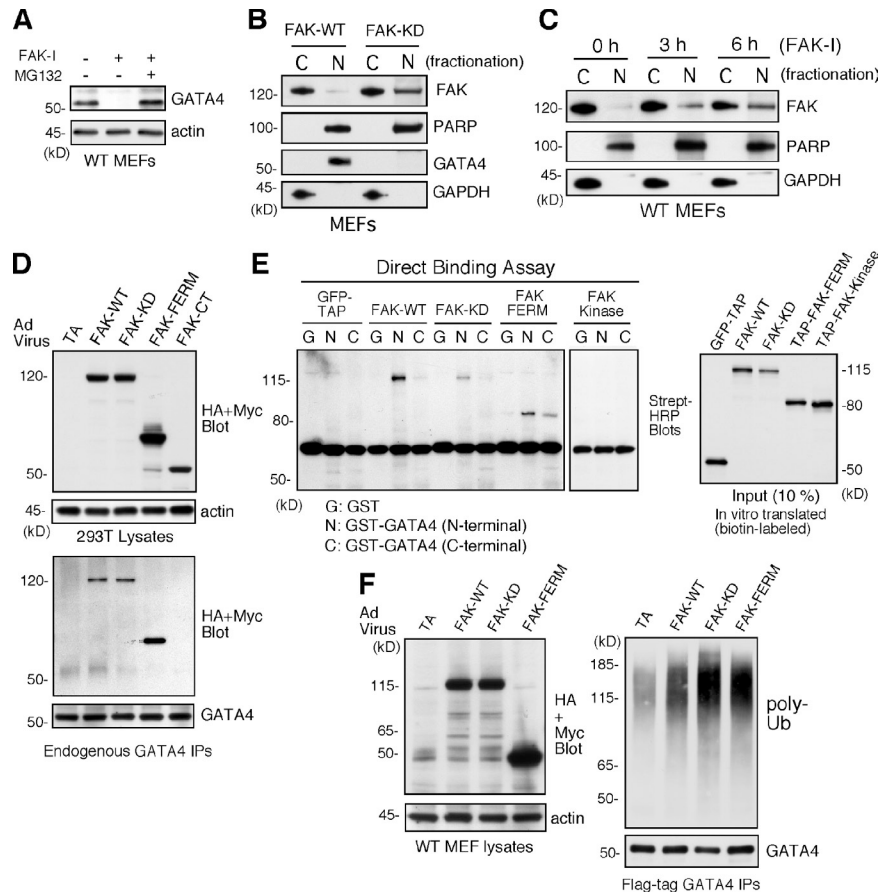 A
FAK-I - + +
MG132 - - +
50- GATA4
45- actin
(kD)
WT MEFs
B
FAK-WT FAK-KD
C N C N (fractionation)
120- FAK
100- PARP
50- GATA4
45- GAPDH
(kD)
MEFs
C
0 h 3 h 6 h (FAK-I)
C N C N C N (fractionation)
120- FAK
100- PARP
45- GAPDH
(kD)
WT MEFs
D
Ad
Virus TA FAK-WT FAK-KD FAK-FERM FAK-CT
120-
HA+Myc
Blot
50-
45- actin
(kD)
293T Lysates
120-
HA+Myc
Blot
50-
50- GATA4
Endogenous GATA4 IPs
E
Direct Binding Assay
GFP-
TAP FAK-WT FAK-KD FAK
FERM FAK
Kinase
G N C G N C G N C G N C G N C
115-
80-
50-
(kD)
Strept-
HRP
Blots
G: GST
N: GST-GATA4 (N-terminal)
C: GST-GATA4 (C-terminal)
GFP-TAP FAK-WT FAK-KD TAP-FAK-FERM TAP-FAK-Kinase
-115
-80
-50
(kD)
Input (10 %)
In vitro translated
(biotin-labeled)
F
Ad
Virus TA FAK-WT FAK-KD FAK-FERM
(kD)
115-
65-
50-
HA
+
Myc
Blot
45- actin
WT MEF lysates
TA FAK-WT FAK-KD FAK-FERM
(kD)
185-
115-
poly-
Ub
65-
50-
50- GATA4
Flag-tag GATA4 IPs